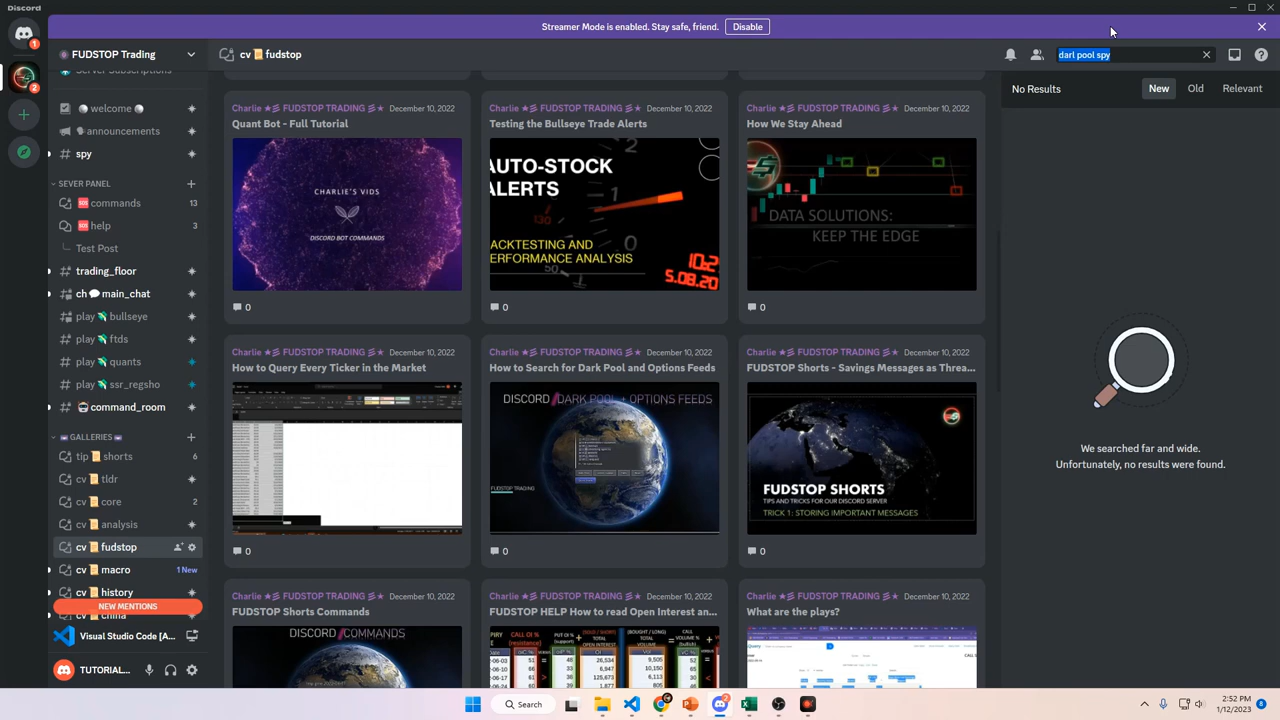 Discord
Streamer Mode is enabled. Stay safe, friend. Disable
FUDSTOP Trading
cv fudstop
darl pool spy
1
2
Server Subscriptions
welcome
announcements
spy
SEVER PANEL
SOS commands 13
SOS help 3
Test Post
trading_floor
ch main_chat
play bullseye
play ftds
play quants
play ssr_regsho
command_room
GALLERIES
tip shorts 6
cv tldr
cv core
cv analysis
cv fudstop
cv macro 1 New
cv history
NEW MENTIONS
Visual Studio Code [A...
TUTORIAL...
Charlie FUDSTOP TRADING December 10, 2022
Quant Bot - Full Tutorial
CHARLIE'S VIDS
DISCORD BOT COMMANDS
0
Charlie FUDSTOP TRADING December 10, 2022
Testing the Bullseye Trade Alerts
AUTO-STOCK
ALERTS
ACKTESTING AND
ERFORMANCE ANALYSIS
10:2
5.08.20
0
Charlie FUDSTOP TRADING December 10, 2022
How We Stay Ahead
DATA SOLUTIONS:
KEEP THE EDGE
0
Charlie FUDSTOP TRADING December 10, 2022
How to Query Every Ticker in the Market
0
Charlie FUDSTOP TRADING December 10, 2022
How to Search for Dark Pool and Options Feeds
DISCORD / DARK POOL + OPTIONS FEEDS
FUDSTOP TRADING
0
Charlie FUDSTOP TRADING December 10, 2022
FUDSTOP Shorts - Savings Messages as Threa...
FUDSTOP SHORTS
TIPS AND TRICKS FOR OUR DISCORD SERVER
TRICK 1: STORING IMPORTANT MESSAGES
0
Charlie FUDSTOP TRADING December 10, 2022
FUDSTOP Shorts Commands
DISCORD / COMMANDS
Charlie FUDSTOP TRADING December 10, 2022
FUDSTOP HELP How to read Open Interest an...
Charlie FUDSTOP TRADING December 10, 2022
What are the plays?
No Results
New
Old
Relevant
We searched far and wide.
Unfortunately, no results were found.
Search
2:52 PM
1/12/2023